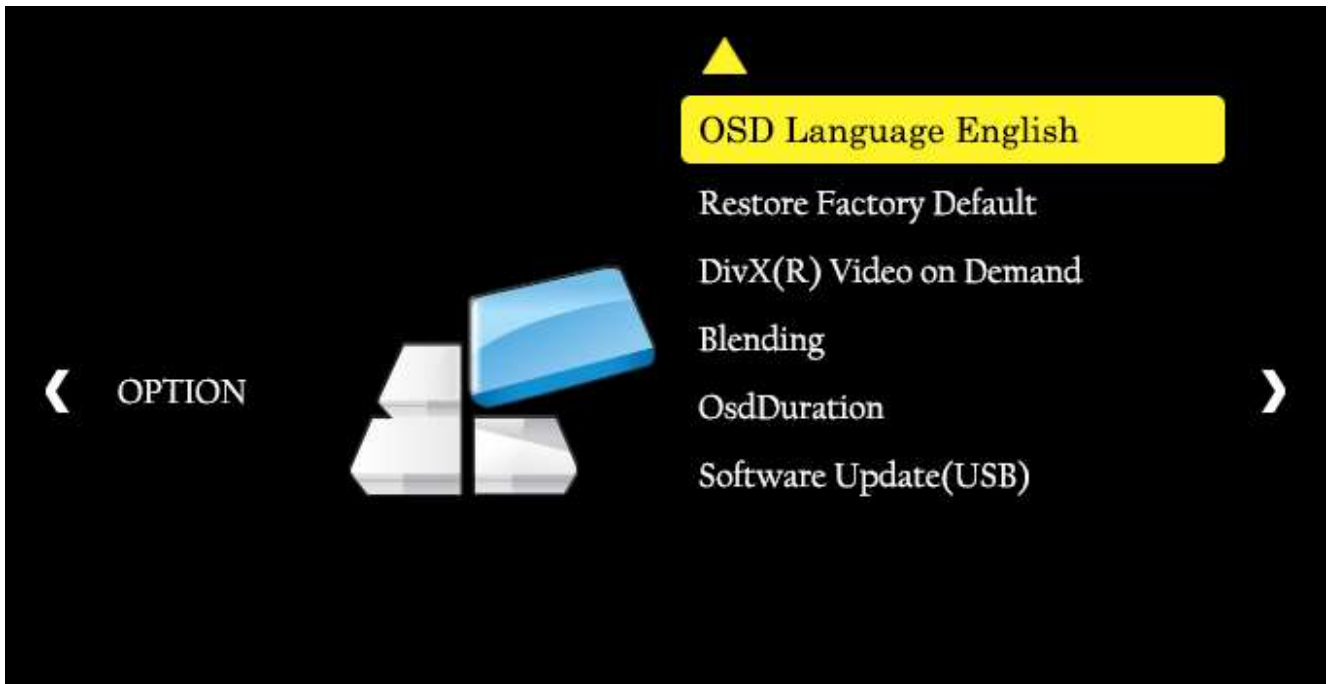 OSD Language English
Restore Factory Default
DivX(R) Video on Demand
Blending
OPTION
OsdDuration
Software Update(USB)